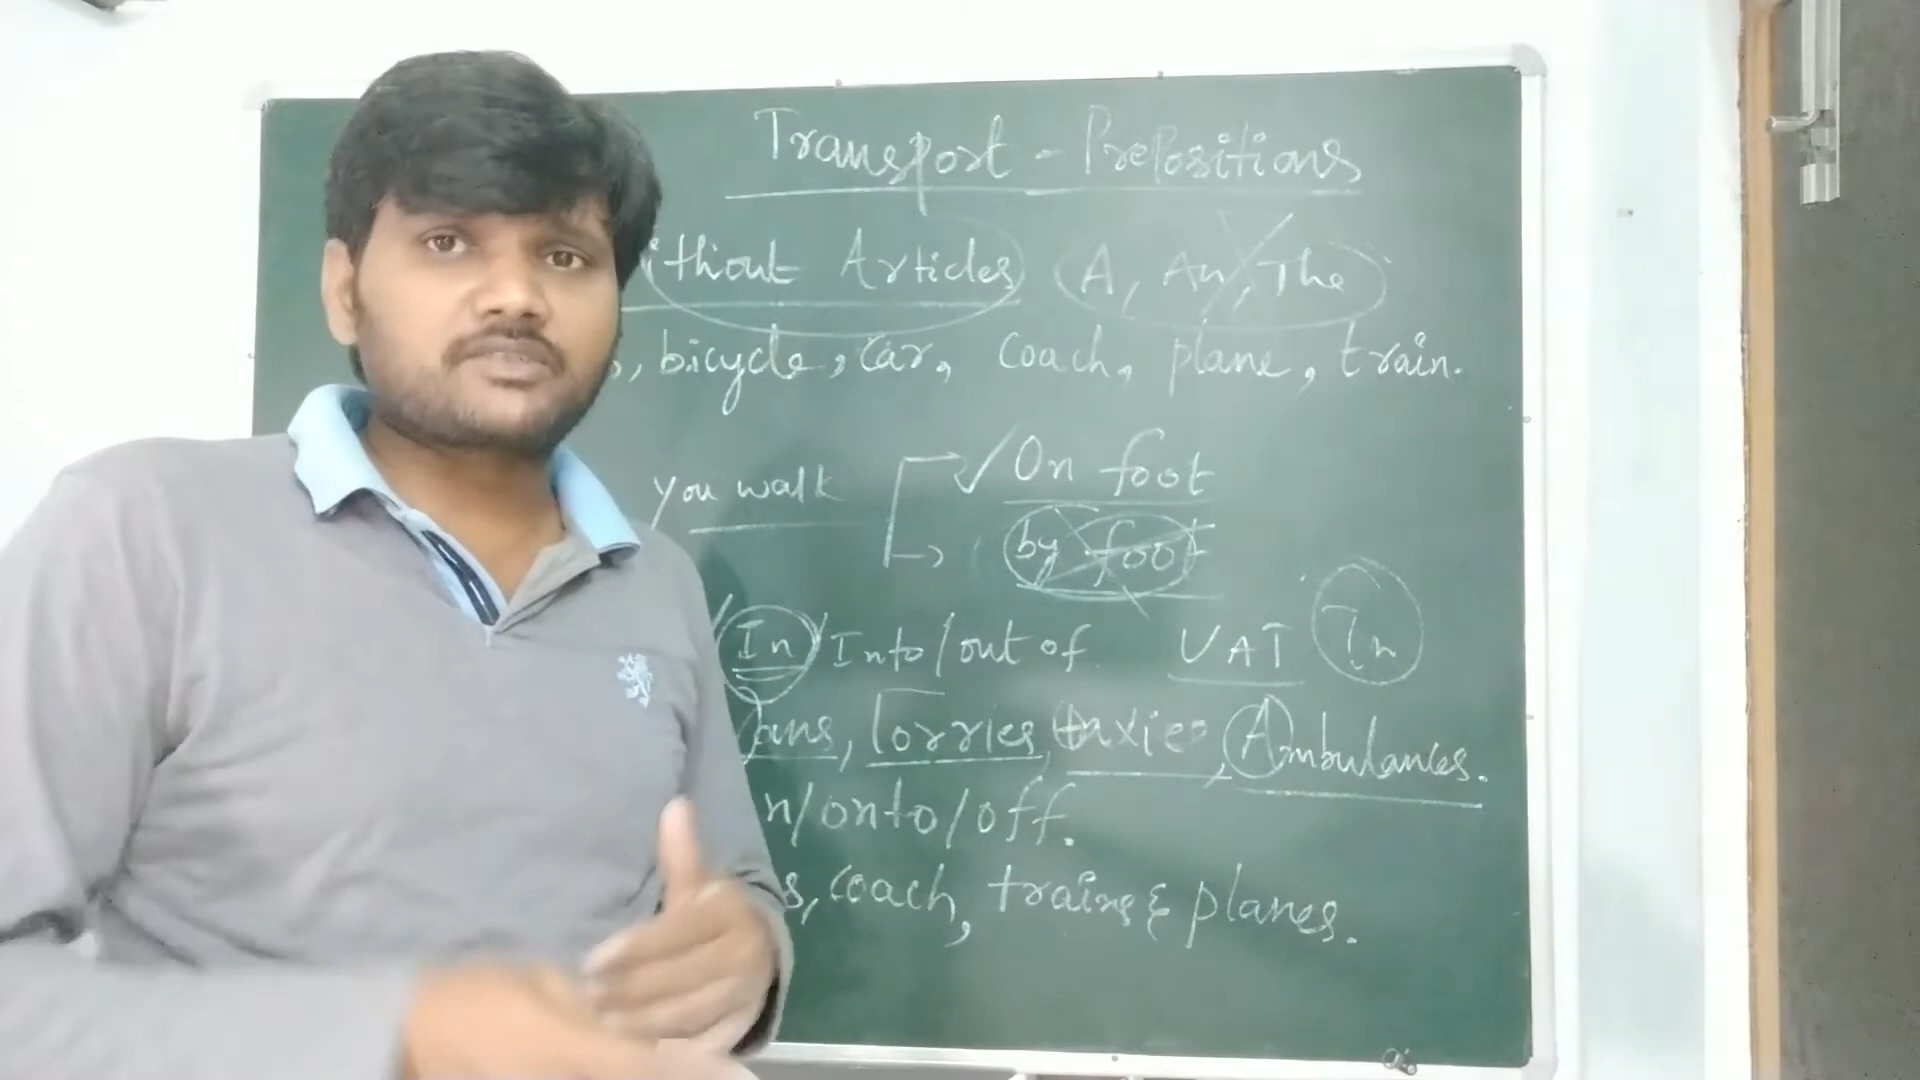 Transport - Prepositions
ithout Articles A, An, The
, bicycle, car, coach, plane, train.
you walk On foot
by foot
In / Into / out of VAT In
ans, lorries, taxies, Ambulances.
n/onto/off.
s, coach, trains & planes.